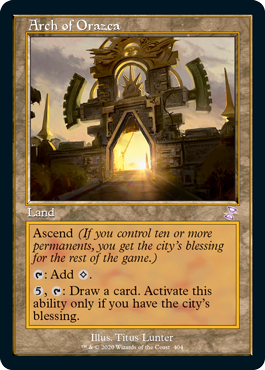 Arch of Orazca
Land
Ascend (If you control ten or more
permanents, you get the city's blessing
for the rest of the game.)
: Add .
5, : Draw a card. Activate this
ability only if you have the city's
blessing.
Illus. Titus Lunter
™ & © 2020 Wizards of the Coast 404